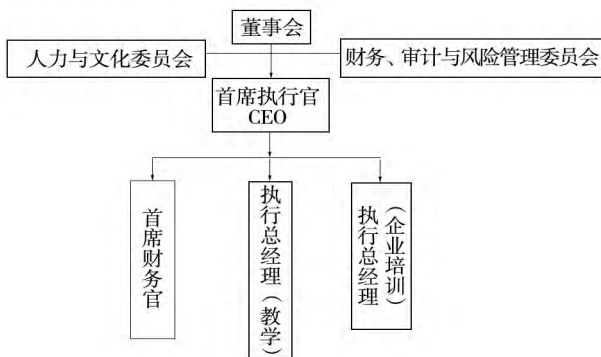 董事会
人力与文化委员会
财务、审计与风险管理委员会
首席执行官
CEO
首席财务官
执行总经理（教学）
执行总经理
（企业培训）